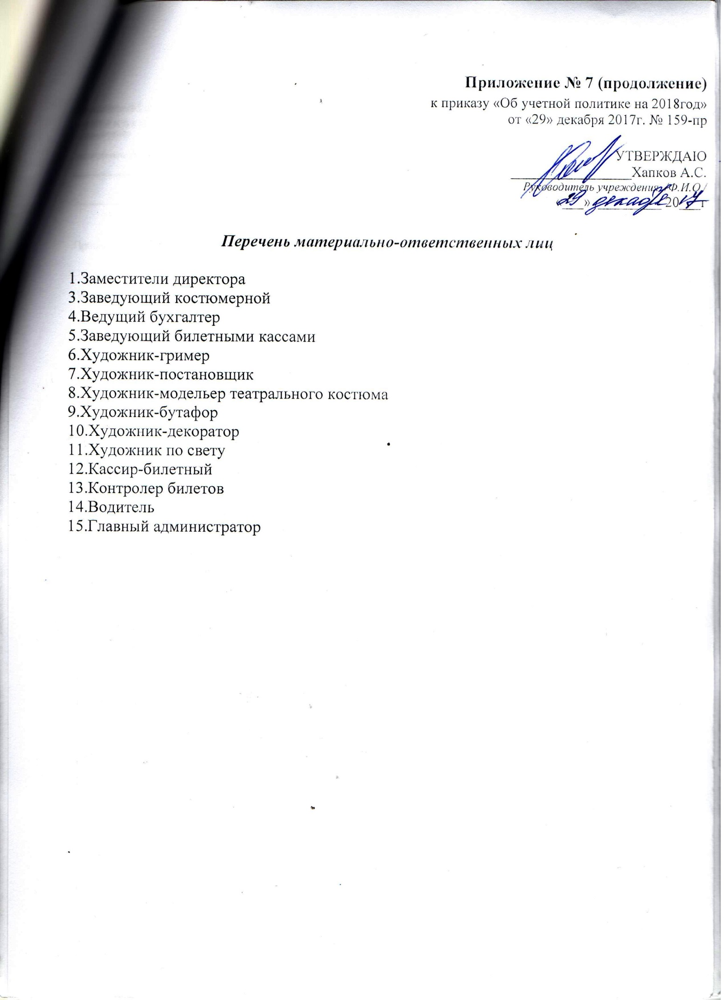 Приложение № 7 (продолжение)
к приказу «Об учетной политике на 2018год»
от «29» декабря 2017г. № 159-пр
УТВЕРЖДАЮ
Хапков А.С.
Руководитель учреждения /Ф.И.О/
«29» декабря 2017г
Перечень материально-ответственных лиц
1.Заместители директора
3.Заведующий костюмерной
4.Ведущий бухгалтер
5.Заведующий билетными кассами
6.Художник-гример
7.Художник-постановщик
8.Художник-модельер театрального костюма
9.Художник-бутафор
10.Художник-декоратор
11.Художник по свету
12.Кассир-билетный
13.Контролер билетов
14.Водитель
15.Главный администратор